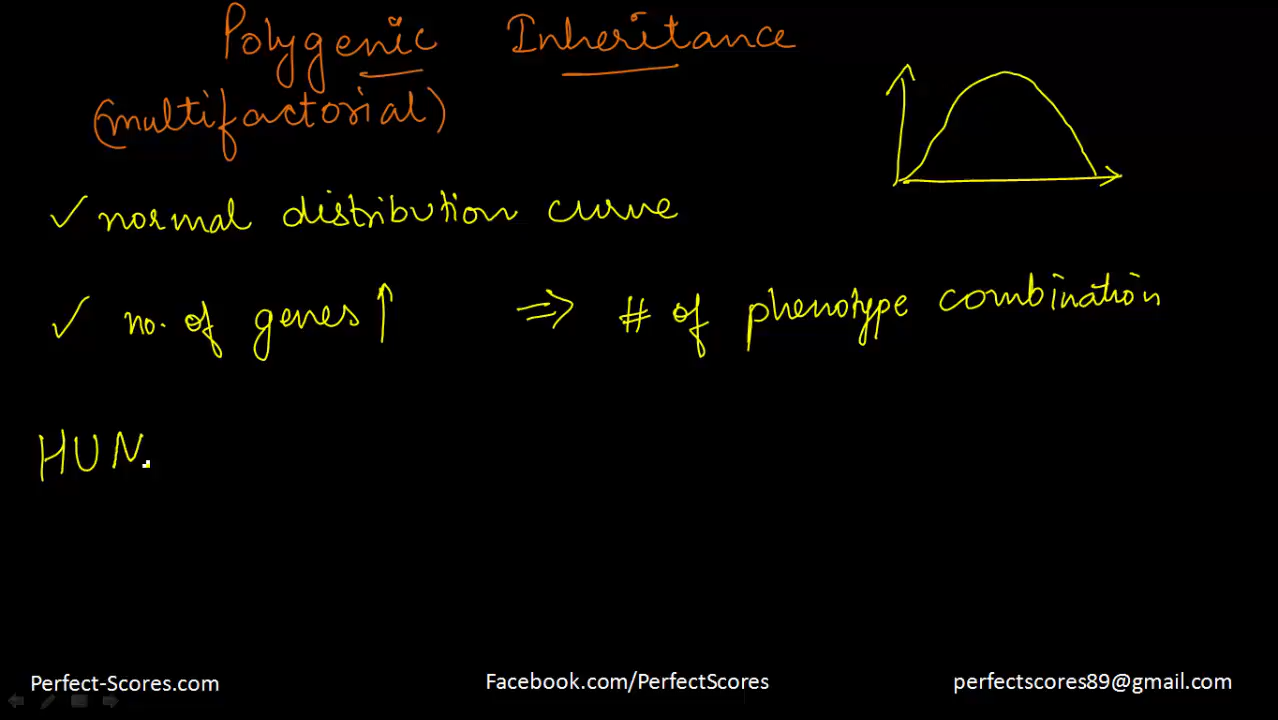 Polygenic Inheritance
(multifactorial)
✓ normal distribution curve
✓ no. of genes ↑ ⇒ # of phenotype combination
HUN
Perfect-Scores.com Facebook.com/PerfectScores perfectscores89@gmail.com